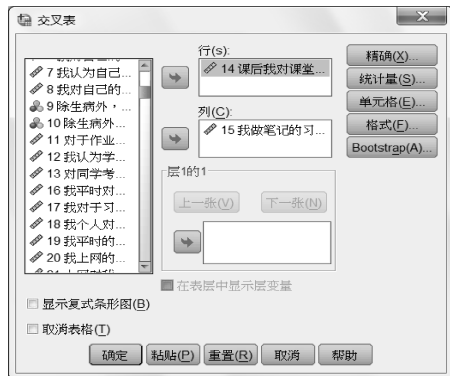 交叉表
行(s):
7 我认为自己...
8 我对自己的...
9 除生病外，
10 除生病外...
11 对于作业...
12 我认为学...
13 对同学考...
16 我平时对...
17 我对于习...
18 我个人对...
19 我平时的...
20 我上网的...
14 课后我对课堂...
列(C):
15 我做笔记的习...
层1的1
上一张(V)
下一张(N)
在表层中显示层变量
精确(X)...
统计量(S)...
单元格(E)...
格式(F)...
Bootstrap(A)...
显示复式条形图(B)
取消表格(T)
确定
粘贴(P)
重置(R)
取消
帮助